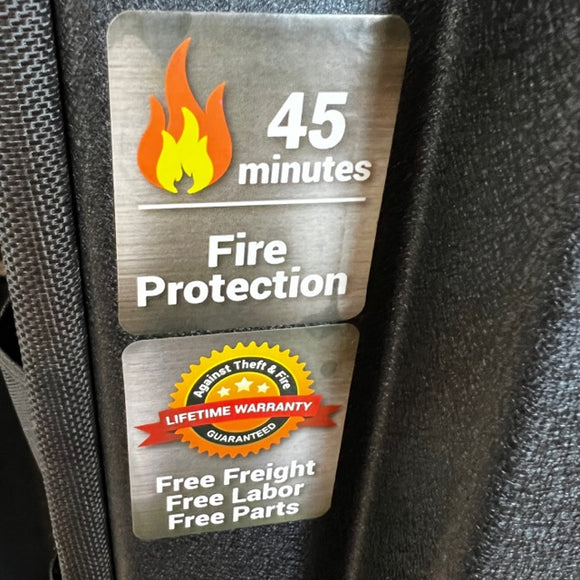 45
minutes
Fire
Protection
Against Theft & Fire
LIFETIME WARRANTY
GUARANTEED
Free Freight
Free Labor
Free Parts